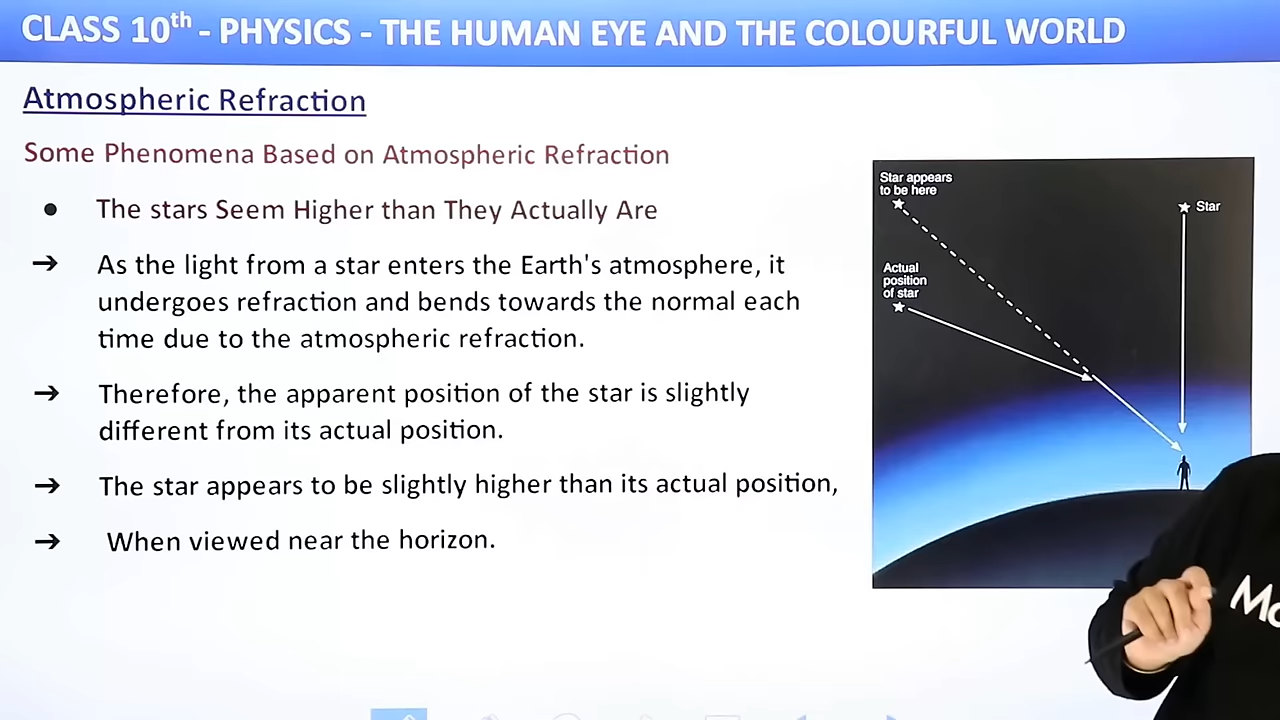 CLASS 10th - PHYSICS - THE HUMAN EYE AND THE COLOURFUL WORLD
Atmospheric Refraction
Some Phenomena Based on Atmospheric Refraction
● The stars Seem Higher than They Actually Are
→ As the light from a star enters the Earth's atmosphere, it
undergoes refraction and bends towards the normal each
time due to the atmospheric refraction.
→ Therefore, the apparent position of the star is slightly
different from its actual position.
→ The star appears to be slightly higher than its actual position,
→ When viewed near the horizon.
Star appears
to be here
Star
Actual
position
of star